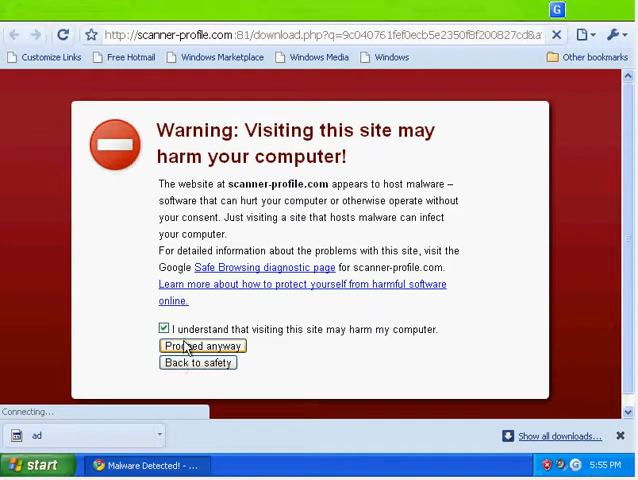 G
http://scanner-profile.com:81/download.php?q=9c040761f0ecb5e2350f8f200827cd&a
Customize Links Free Hotmail Windows Marketplace Windows Media Windows Other bookmarks
Warning: Visiting this site may
harm your computer!
The website at scanner-profile.com appears to host malware –
software that can hurt your computer or otherwise operate without
your consent. Just visiting a site that hosts malware can infect
your computer.
For detailed information about the problems with this site, visit the
Google Safe Browsing diagnostic page for scanner-profile.com.
Learn more about how to protect yourself from harmful software
online.
I understand that visiting this site may harm my computer.
Proceed anyway
Back to safety
Connecting...
ad Show all downloads...
start Malware Detected! - ... G 5:55 PM